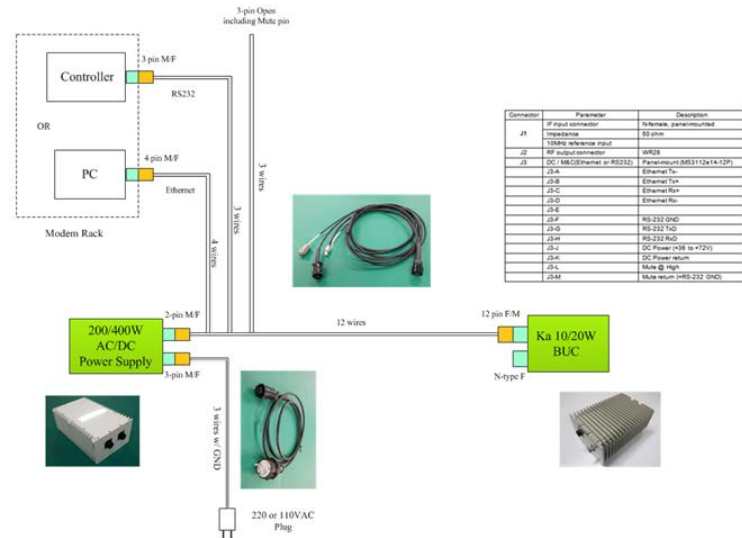 3-pin Open
including Mute pin
3 pin M/F
Controller
RS232
OR
4 pin M/F
PC
Ethernet
Modem Rack
3 wires
3 wires
4 wires
Connector Parameter Description
J1 IF input connector N-female, panel-mounted
Impedance 50 ohm
10MHz reference input
J2 RF output connector WR28
J3 DC / M&C(Ethernet or RS232) Panel-mount (MS3112e14-12P)
J3-A Ethernet Tx-
J3-B Ethernet Tx+
J3-C Ethernet Rx+
J3-D Ethernet Rx-
J3-E
J3-F RS-232 GND
J3-G RS-232 TxD
J3-H RS-232 RxD
J3-J DC Power (+36 to +72V)
J3-K DC Power return
J3-L Mute @ High
J3-M Mute return (=RS-232 GND)
2-pin M/F
200/400W
AC/DC
Power Supply
3-pin M/F
12 wires
12 pin F/M
Ka 10/20W
BUC
N-type F
3 wires w/ GND
220 or 110VAC
Plug